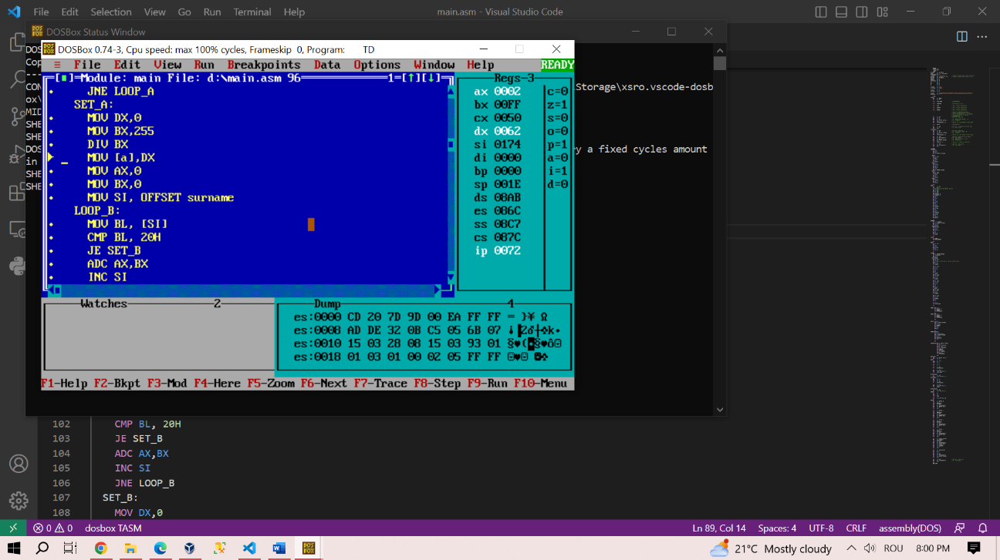 File Edit Selection View Go Run Terminal Help
main.asm - Visual Studio Code
DOSBox Status Window
DOSBox 0.74-3, Cpu speed: max 100% cycles, Frameskip 0, Program: TD
≡ File Edit View Run Breakpoints Data Options Window Help READY
[■]=Module: main File: d:\main.asm 96 1=[↑][↓]
JNE LOOP_A
SET_A:
MOV DX,0
MOV BX,255
DIV BX
MOV [a],DX
MOV AX,0
MOV BX,0
MOV SI, OFFSET surname
LOOP_B:
MOV BL, [SI]
CMP BL, 20H
JE SET_B
ADC AX,BX
INC SI
Regs 3
ax 0002 c=0
bx 00FF z=1
cx 0050 s=0
dx 0062 o=0
si 0174 p=1
di 0000 a=0
bp 0000 i=1
sp 001E d=0
ds 08AB
es 086C
ss 08C7
cs 087C
ip 0072
Watches 2
Dump 4
es:0000 CD 20 7D 9D 00 EA FF FF = }¥ Ω
es:0008 AD DE 32 0B C5 05 6B 07
es:0010 15 03 28 08 15 03 93 01
es:0018 01 03 01 00 02 05 FF FF
F1-Help F2-Bkpt F3-Mod F4-Here F5-Zoom F6-Next F7-Trace F8-Step F9-Run F10-Menu
DOS
Cop
---
CON
lStorage\xsro.vscode-dosb
ox\
MID
SHE
SHE
DOS
y a fixed cycles amount
in
SHE
SHE
102 CMP BL, 20H
103 JE SET_B
104 ADC AX,BX
105 INC SI
106 JNE LOOP_B
107 SET_B:
108 MOV DX,0
0 0 dosbox TASM
Ln 89, Col 14 Spaces: 4 UTF-8 CRLF assembly(DOS)
21°C Mostly cloudy ROU 8:00 PM